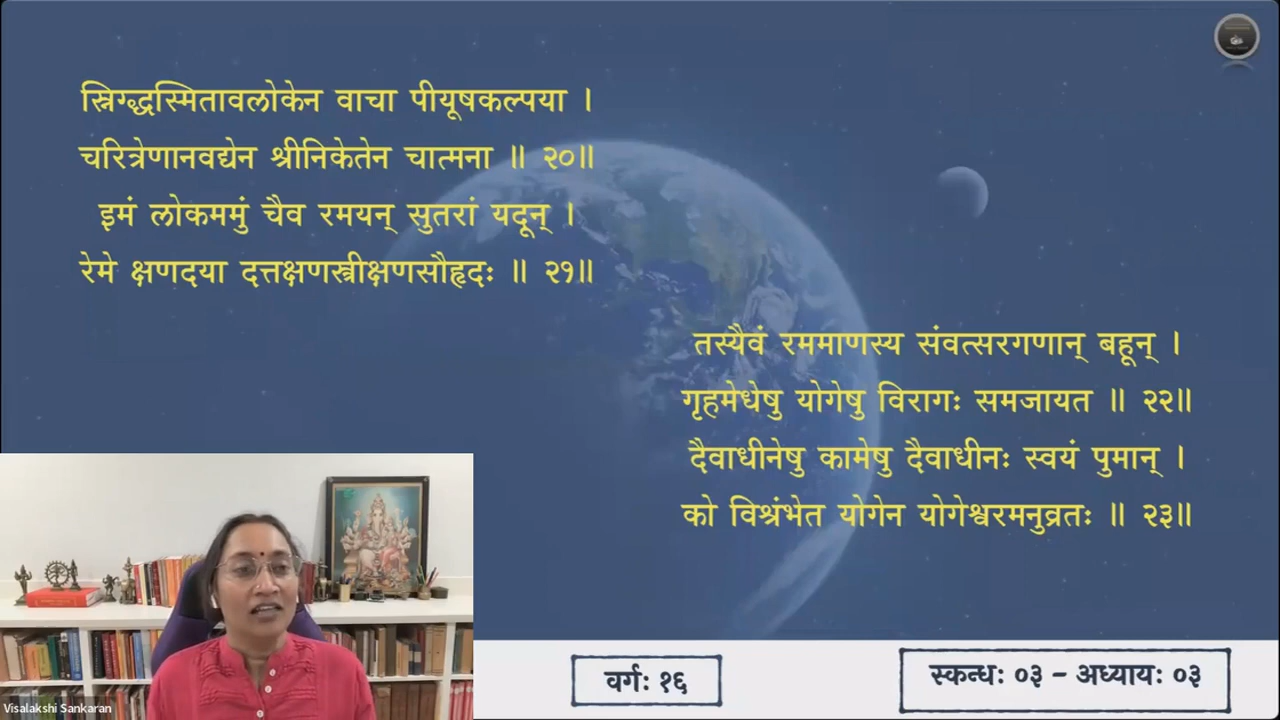 स्निग्द्धस्मितावलोकेन वाचा पीयूषकल्पया ।
चरित्रेणानवद्येन श्रीनिकेतेन चात्मना ॥ २०॥
इमं लोकममुं चैव रमयन् सुतरां यदून् ।
रेमे क्षणदया दत्तक्षणस्त्रीक्षणसौहृदः ॥ २१॥
तस्यैवं रममाणस्य संवत्सरगणान् बहून् ।
गृहमेधेषु योगेषु विरागः समजायत ॥ २२॥
दैवाधीनेषु कामेषु दैवाधीनः स्वयं पुमान् ।
को विश्रंभेत योगेन योगेश्वरमनुव्रतः ॥ २३॥
Visalakshi Sankaran
वर्गः १६
स्कन्धः ०३ - अध्यायः ०३